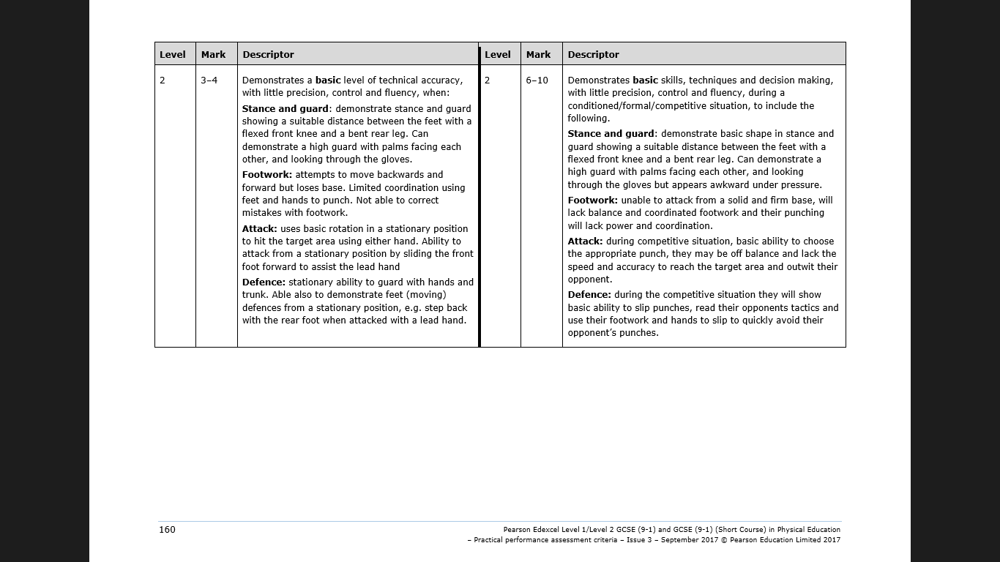 Level Mark Descriptor
2 3–4 Demonstrates a basic level of technical accuracy,
with little precision, control and fluency, when:
Stance and guard: demonstrate stance and guard
showing a suitable distance between the feet with a
flexed front knee and a bent rear leg. Can
demonstrate a high guard with palms facing each
other, and looking through the gloves.
Footwork: attempts to move backwards and
forward but loses base. Limited coordination using
feet and hands to punch. Not able to correct
mistakes with footwork.
Attack: uses basic rotation in a stationary position
to hit the target area using either hand. Ability to
attack from a stationary position by sliding the front
foot forward to assist the lead hand
Defence: stationary ability to guard with hands and
trunk. Able also to demonstrate feet (moving)
defences from a stationary position, e.g. step back
with the rear foot when attacked with a lead hand.
Level Mark Descriptor
2 6–10 Demonstrates basic skills, techniques and decision making,
with little precision, control and fluency, during a
conditioned/formal/competitive situation, to include the
following.
Stance and guard: demonstrate basic shape in stance and
guard showing a suitable distance between the feet with a
flexed front knee and a bent rear leg. Can demonstrate a
high guard with palms facing each other, and looking
through the gloves but appears awkward under pressure.
Footwork: unable to attack from a solid and firm base, will
lack balance and coordinated footwork and their punching
will lack power and coordination.
Attack: during competitive situation, basic ability to choose
the appropriate punch, they may be off balance and lack the
speed and accuracy to reach the target area and outwit their
opponent.
Defence: during the competitive situation they will show
basic ability to slip punches, read their opponents tactics and
use their footwork and hands to slip to quickly avoid their
opponent’s punches.
160
Pearson Edexcel Level 1/Level 2 GCSE (9-1) and GCSE (9-1) (Short Course) in Physical Education
– Practical performance assessment criteria – Issue 3 – September 2017 © Pearson Education Limited 2017